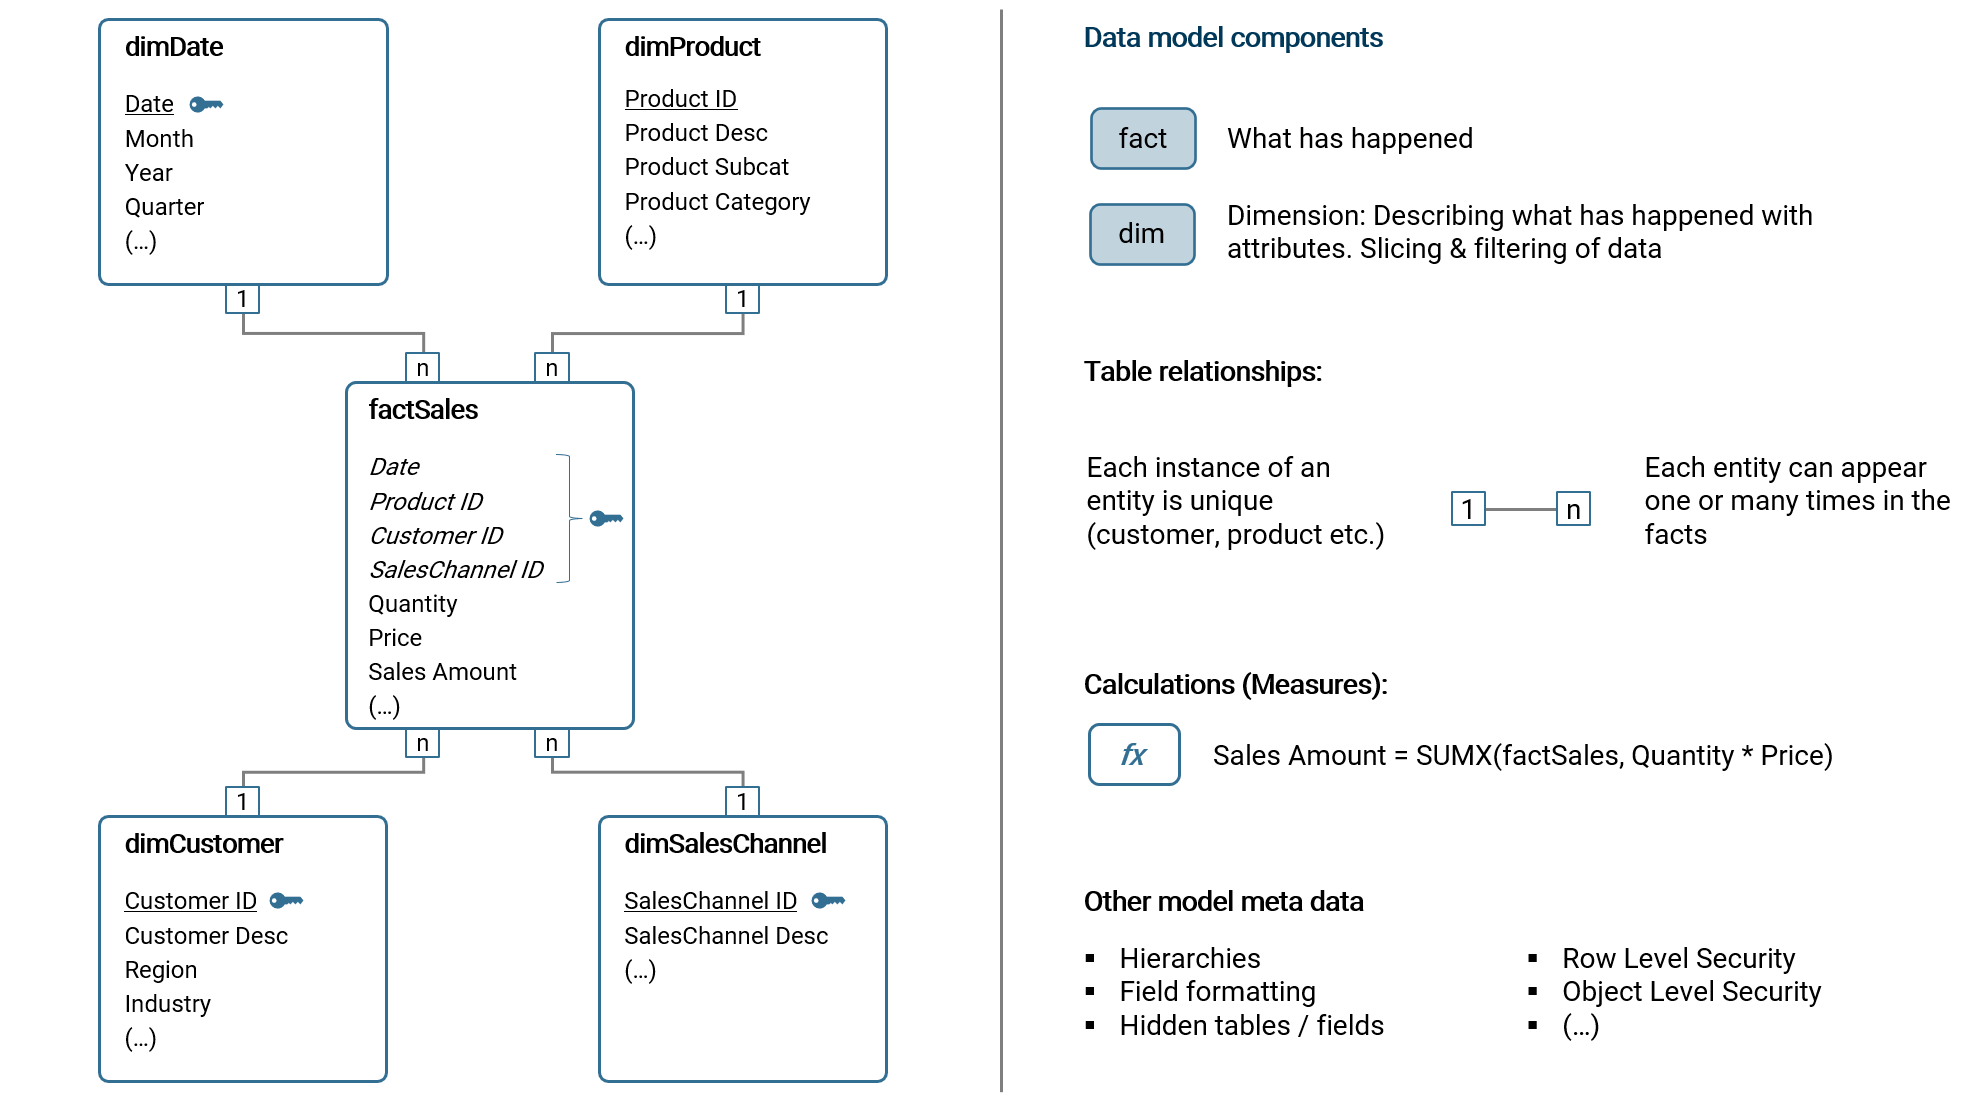 dimDate
Date
Month
Year
Quarter
(...)
dimProduct
Product ID
Product Desc
Product Subcat
Product Category
(...)
1
1
n
n
factSales
Date
Product ID
Customer ID
SalesChannel ID
Quantity
Price
Sales Amount
(...)
n
n
1
1
dimCustomer
Customer ID
Customer Desc
Region
Industry
(...)
dimSalesChannel
SalesChannel ID
SalesChannel Desc
(...)
Data model components
fact
What has happened
dim
Dimension: Describing what has happened with
attributes. Slicing & filtering of data
Table relationships:
Each instance of an
entity is unique
(customer, product etc.)
1
n
Each entity can appear
one or many times in the
facts
Calculations (Measures):
fx
Sales Amount = SUMX(factSales, Quantity * Price)
Other model meta data
▪ Hierarchies
▪ Field formatting
▪ Hidden tables / fields
▪ Row Level Security
▪ Object Level Security
▪ (...)